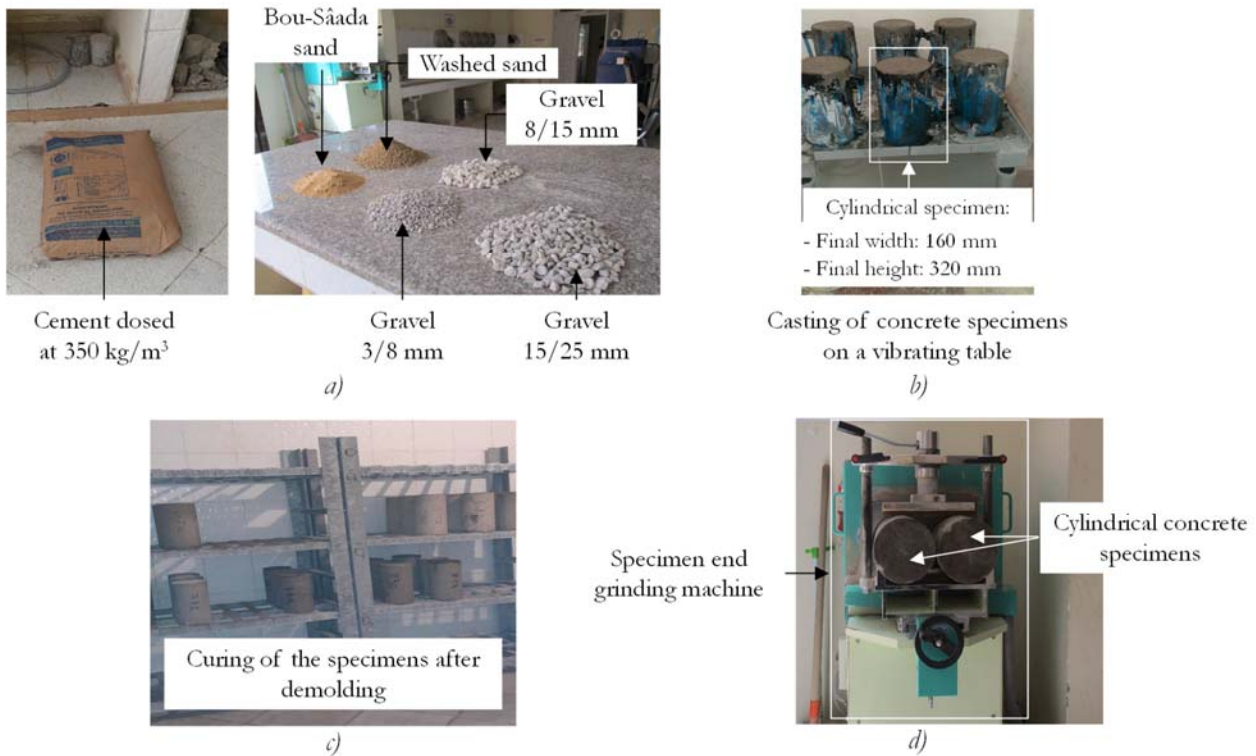 Bou-Sâada
sand
Washed sand
Gravel
8/15 mm
Cement dosed
at 350 kg/m³
Gravel
3/8 mm
Gravel
15/25 mm
a)
Cylindrical specimen:
- Final width: 160 mm
- Final height: 320 mm
Casting of concrete specimens
on a vibrating table
b)
Curing of the specimens after
demolding
c)
Specimen end
grinding machine
Cylindrical concrete
specimens
d)